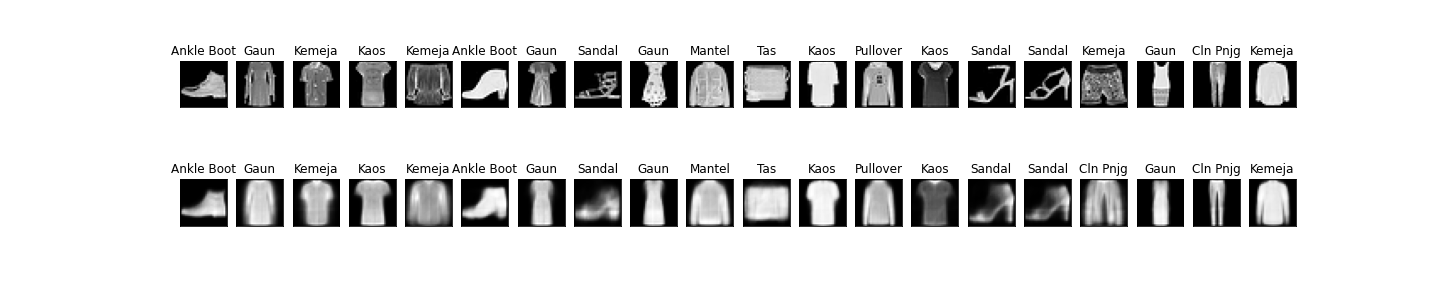 Ankle Boot Gaun Kemeja Kaos Kemeja Ankle Boot Gaun Sandal Gaun Mantel Tas Kaos Pullover Kaos Sandal Sandal Kemeja Gaun Cln Pnjg Kemeja
Ankle Boot Gaun Kemeja Kaos Kemeja Ankle Boot Gaun Sandal Gaun Mantel Tas Kaos Pullover Kaos Sandal Sandal Cln Pnjg Gaun Cln Pnjg Kemeja